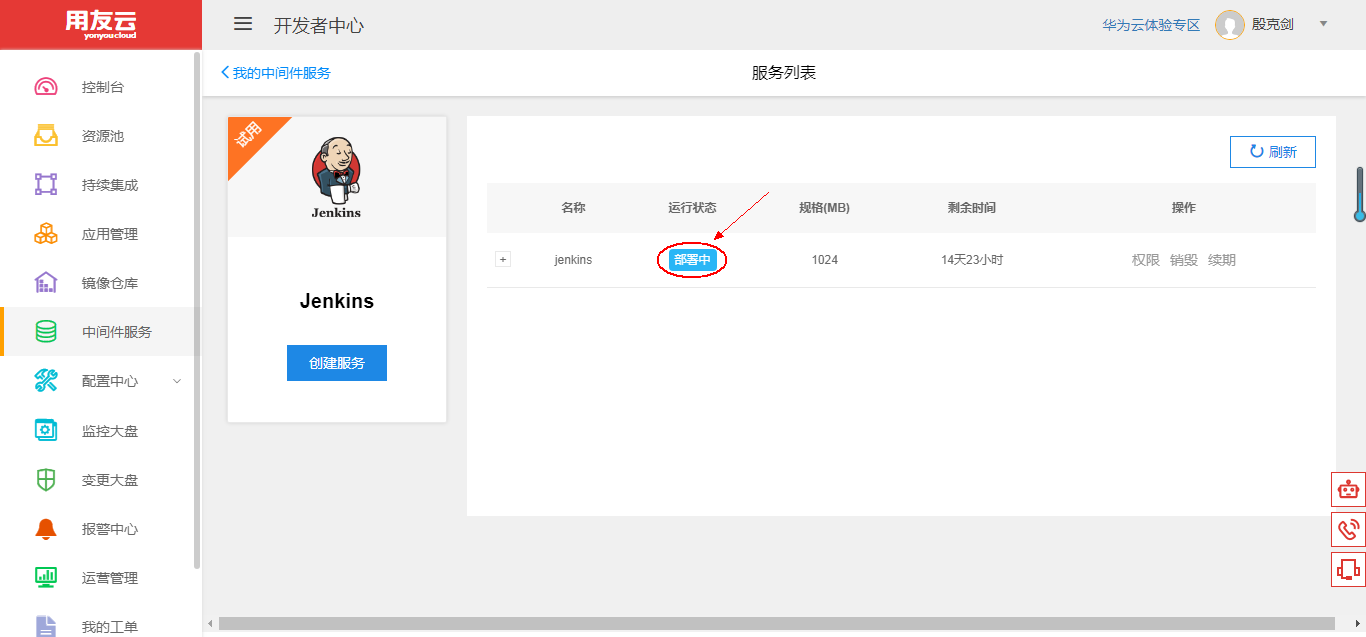 用友云
yonyoucloud
开发者中心
华为云体验专区
殷克剑
控制台
资源池
持续集成
应用管理
镜像仓库
中间件服务
配置中心
监控大盘
变更大盘
报警中心
运营管理
我的工单
我的中间件服务
服务列表
试用
Jenkins
Jenkins
创建服务
刷新
名称 运行状态 规格(MB) 剩余时间 操作
+ jenkins 部署中 1024 14天23小时 权限 销毁 续期